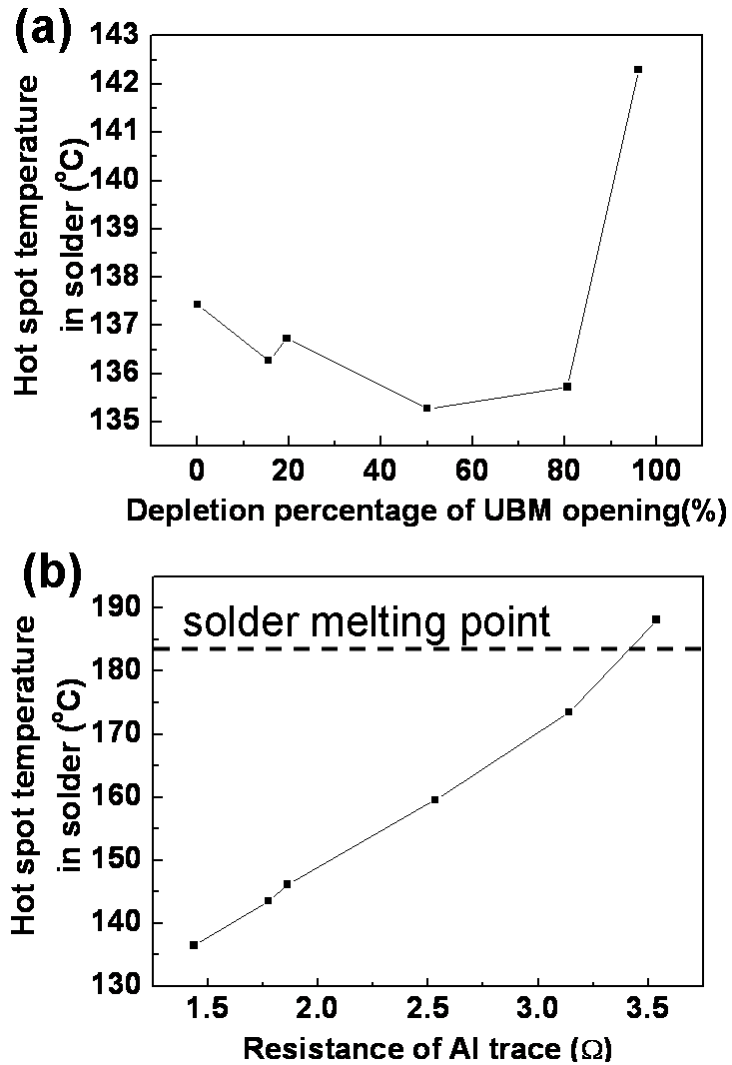 (a)
Hot spot temperature
in solder (°C)
143
142
141
140
139
138
137
136
135
0 20 40 60 80 100
Depletion percentage of UBM opening(%)
(b)
Hot spot temperature
in solder (°C)
190
180
170
160
150
140
130
solder melting point
1.5 2.0 2.5 3.0 3.5
Resistance of Al trace (Ω)